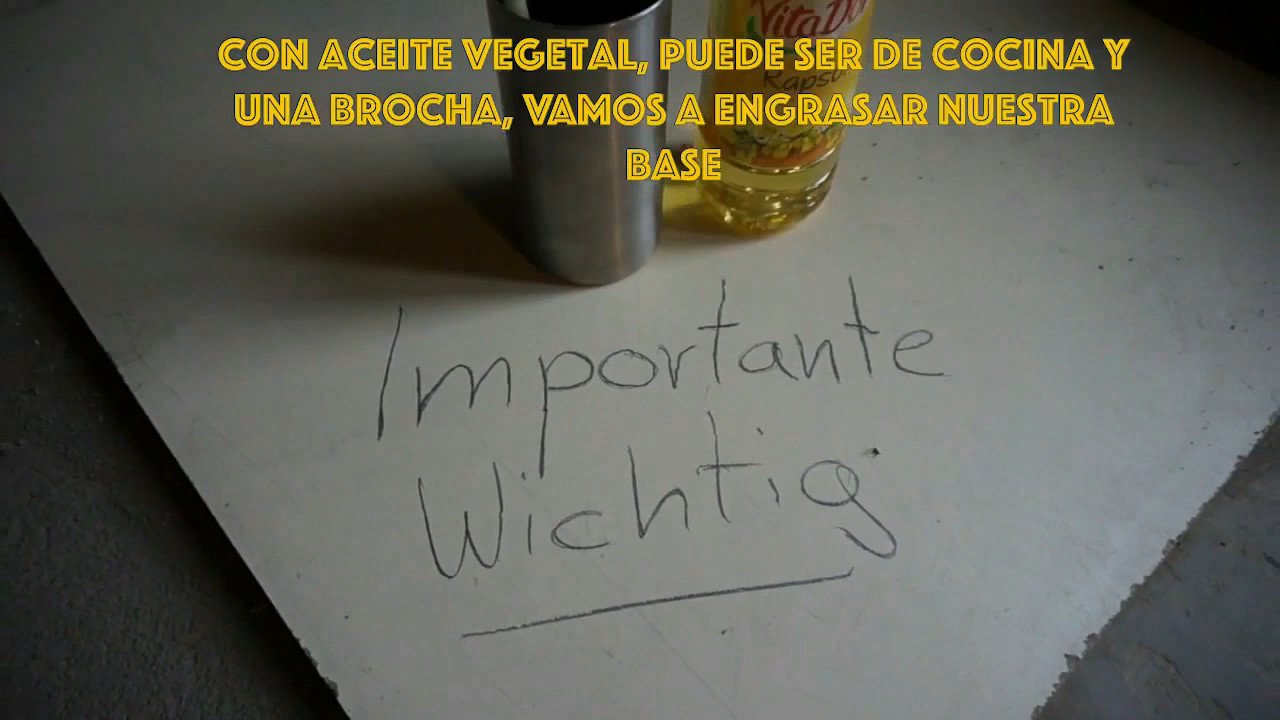 CON ACEITE VEGETAL, PUEDE SER DE COCINA Y
UNA BROCHA, VAMOS A ENGRASAR NUESTRA
BASE
Importante
Wichtig